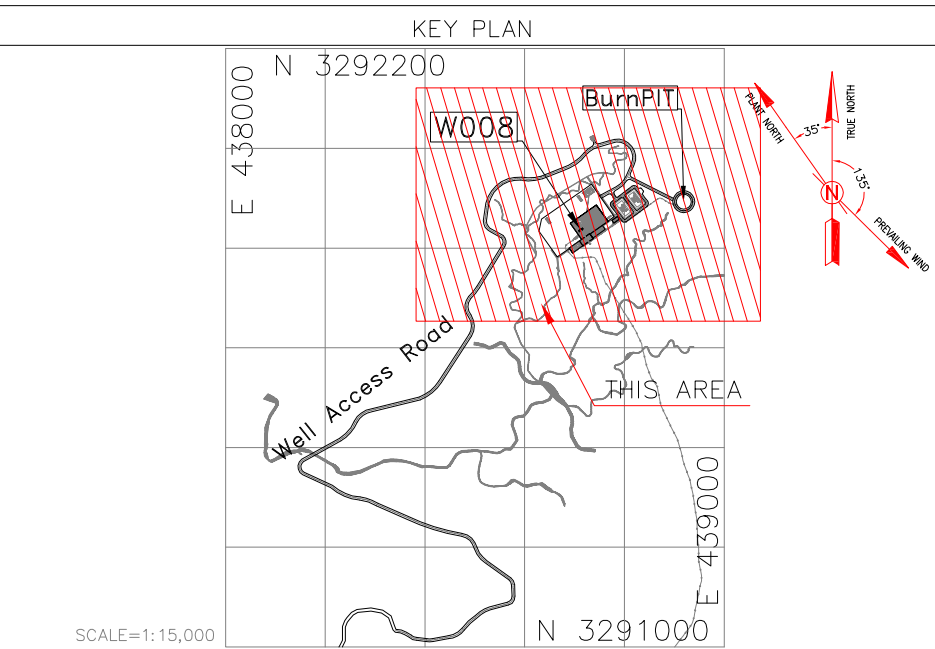 KEY PLAN
N 3292200
E 438000
BurnPIT
W008
PLANT NORTH
35°
TRUE NORTH
135°
N
PREVAILING WIND
Well Access Road
THIS AREA
E 439000
N 3291000
SCALE=1:15,000